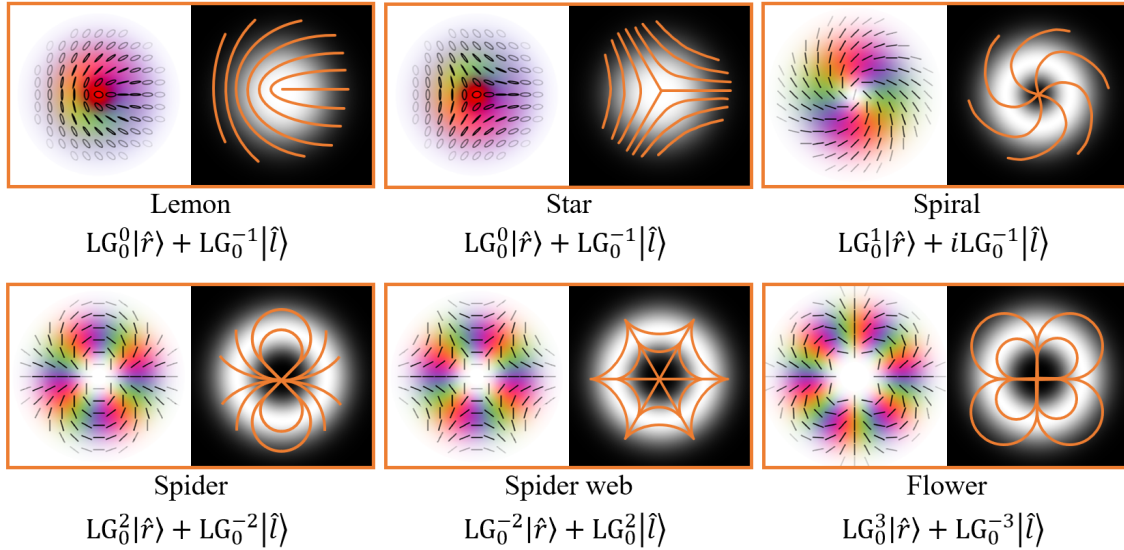 Lemon Star Spiral
LG₀⁰|r̂⟩ + LG₀⁻¹|l̂⟩ LG₀⁰|r̂⟩ + LG₀⁻¹|l̂⟩ LG₀¹|r̂⟩ + iLG₀⁻¹|l̂⟩
Spider Spider web Flower
LG₀²|r̂⟩ + LG₀⁻²|l̂⟩ LG₀⁻²|r̂⟩ + LG₀²|l̂⟩ LG₀³|r̂⟩ + LG₀⁻³|l̂⟩